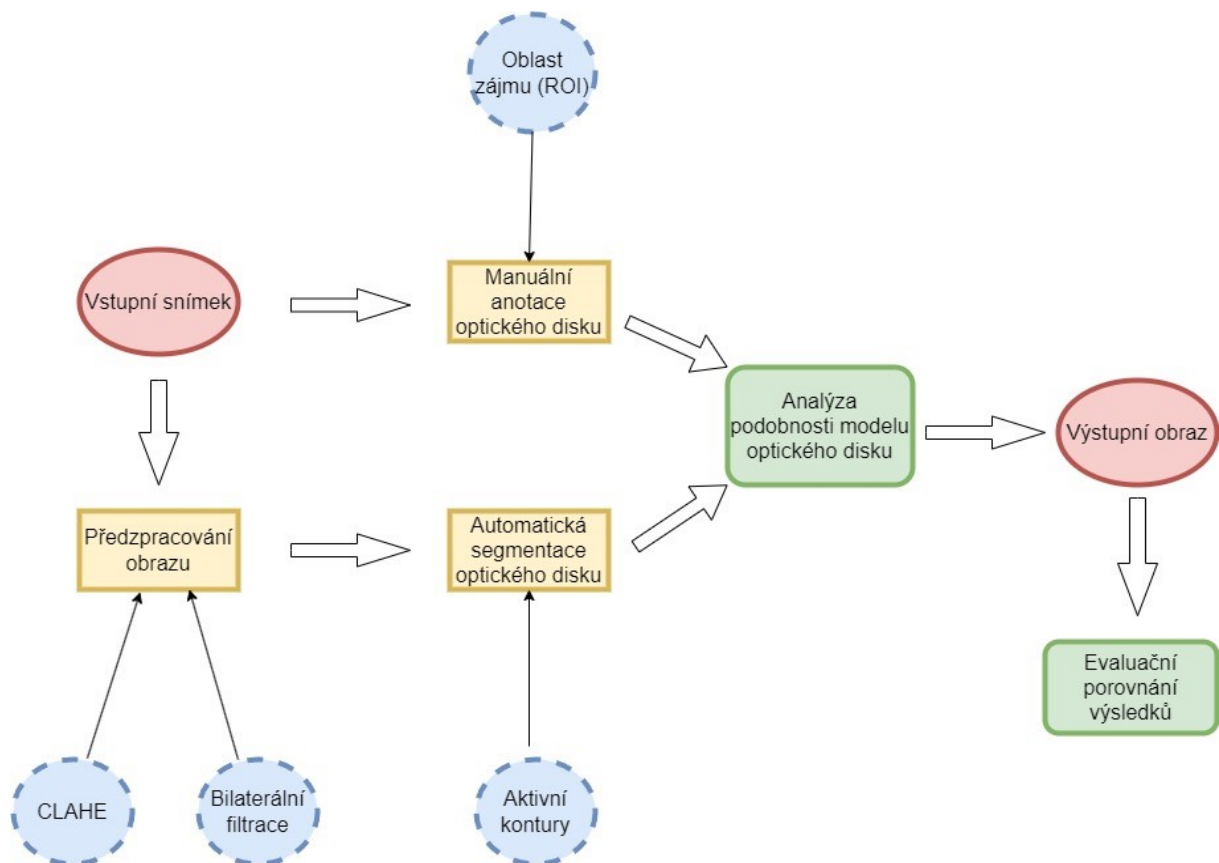 Oblast
zájmu (ROI)
Vstupní snímek
Manuální
anotace
optického disku
Analýza
podobnosti modelu
optického disku
Výstupní obraz
Předzpracování
obrazu
Automatická
segmentace
optického disku
Evaluační
porovnání
výsledků
CLAHE
Bilaterální
filtrace
Aktivní
kontury